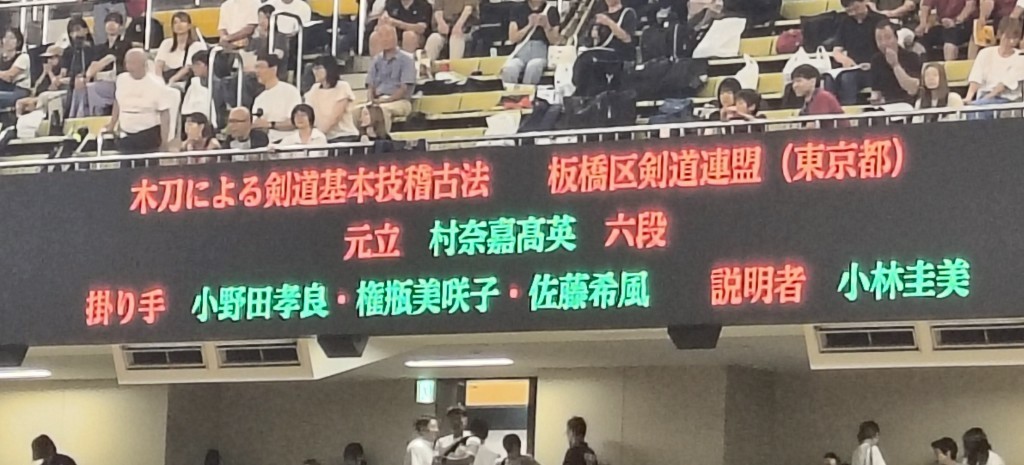 木刀による剣道基本技稽古法　板橋区剣道連盟（東京都）
元立　村奈嘉髙英　六段
掛り手　小野田孝良・権瓶美咲子・佐藤希風　説明者　小林圭美